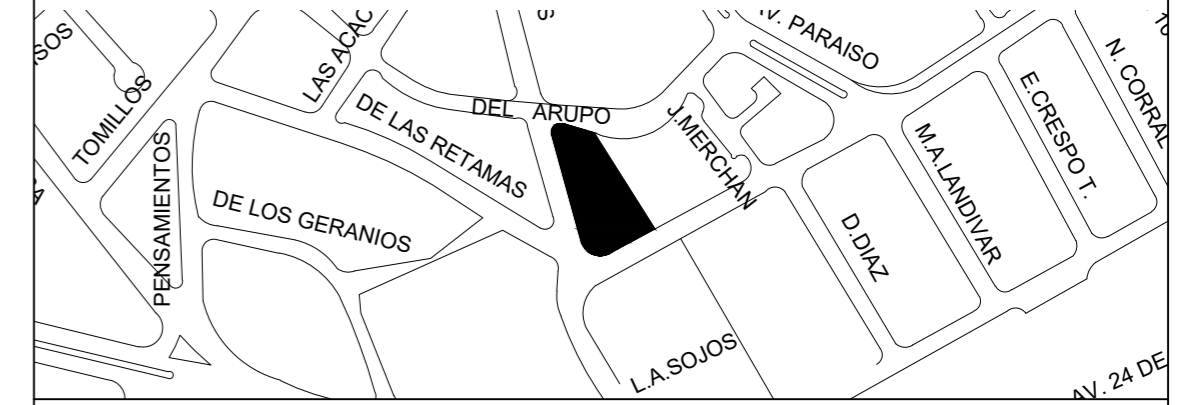 LAS ACAC
TOMILLOS
PENSAMIENTOS
DE LAS RETAMAS
DE LOS GERANIOS
DEL ARUPO
J.MERCHAN
V. PARAISO
D.DIAZ
M.A.LANDIVAR
E.CRESPO T.
N. CORRAL
L.A.SOJOS
AV. 24 DE